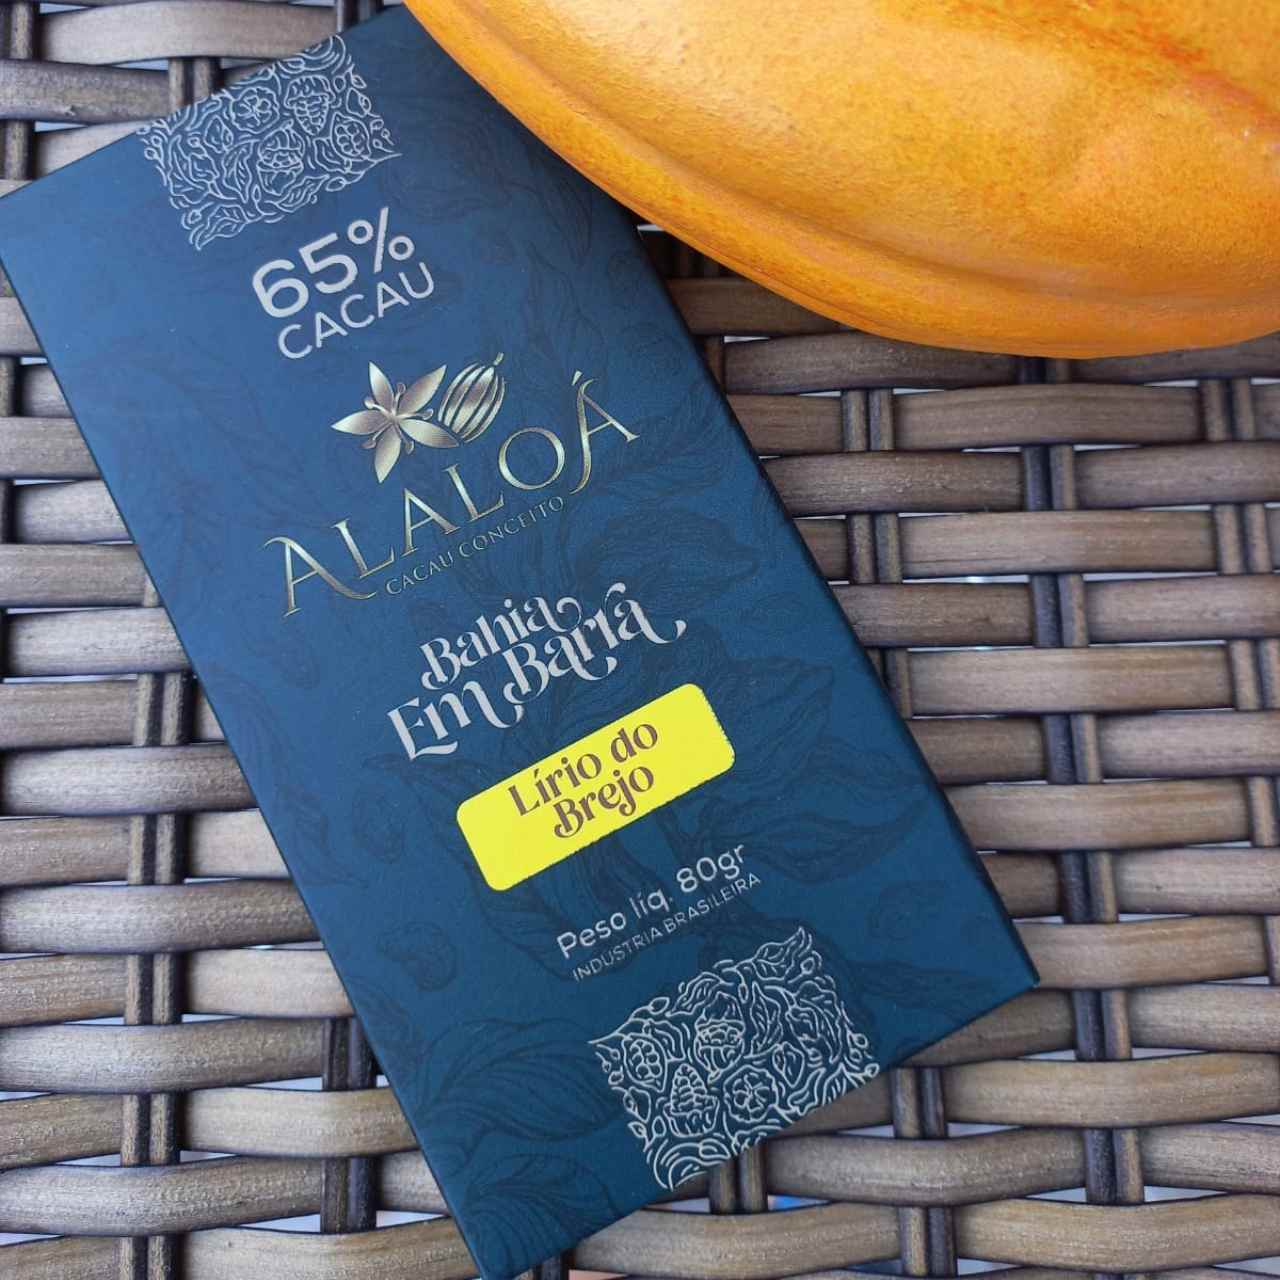 65%
CACAU
ALALOÁ
CACAU CONCEITO
Bahia
Em Barra
Lírio do
Brejo
Peso líq. 80gr
INDÚSTRIA BRASILEIRA